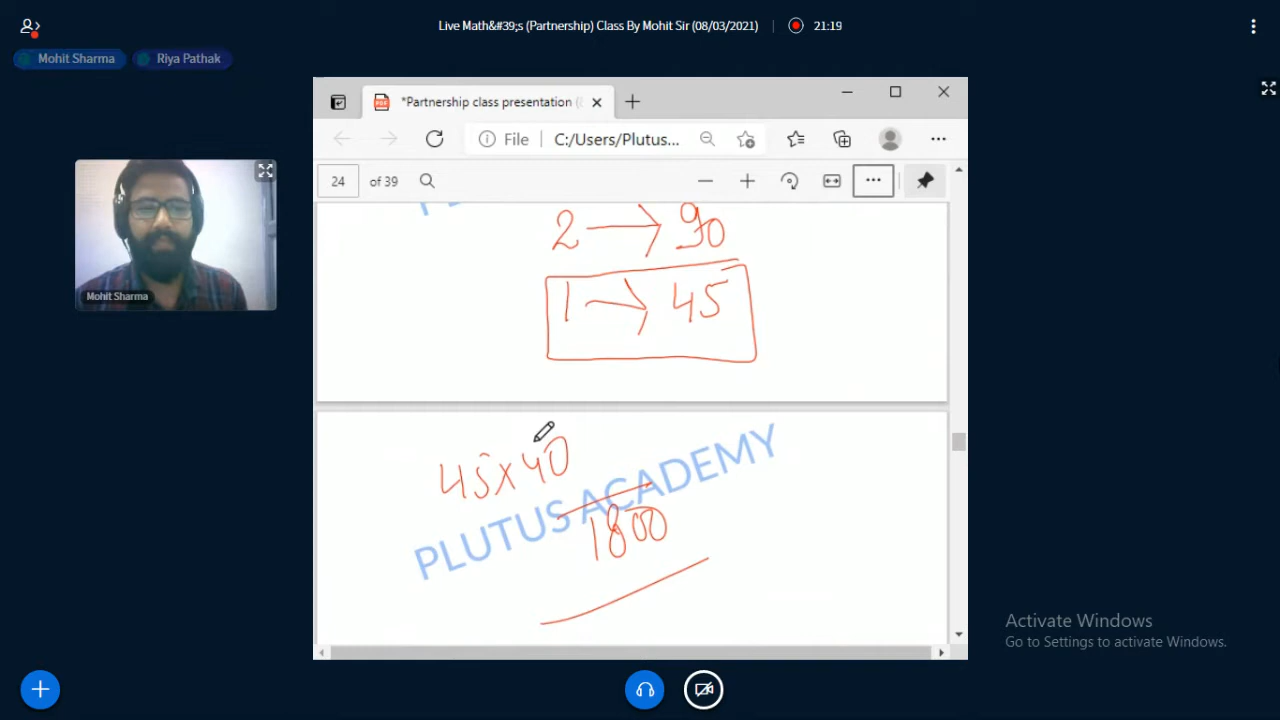 Live Math&#39;s (Partnership) Class By Mohit Sir (08/03/2021)
21:19
Mohit Sharma
Riya Pathak
*Partnership class presentation (
File
C:/Users/Plutus...
24
of 39
2 → 90
1 → 45
Mohit Sharma
45×40
PLUTUS ACADEMY
1800
Activate Windows
Go to Settings to activate Windows.